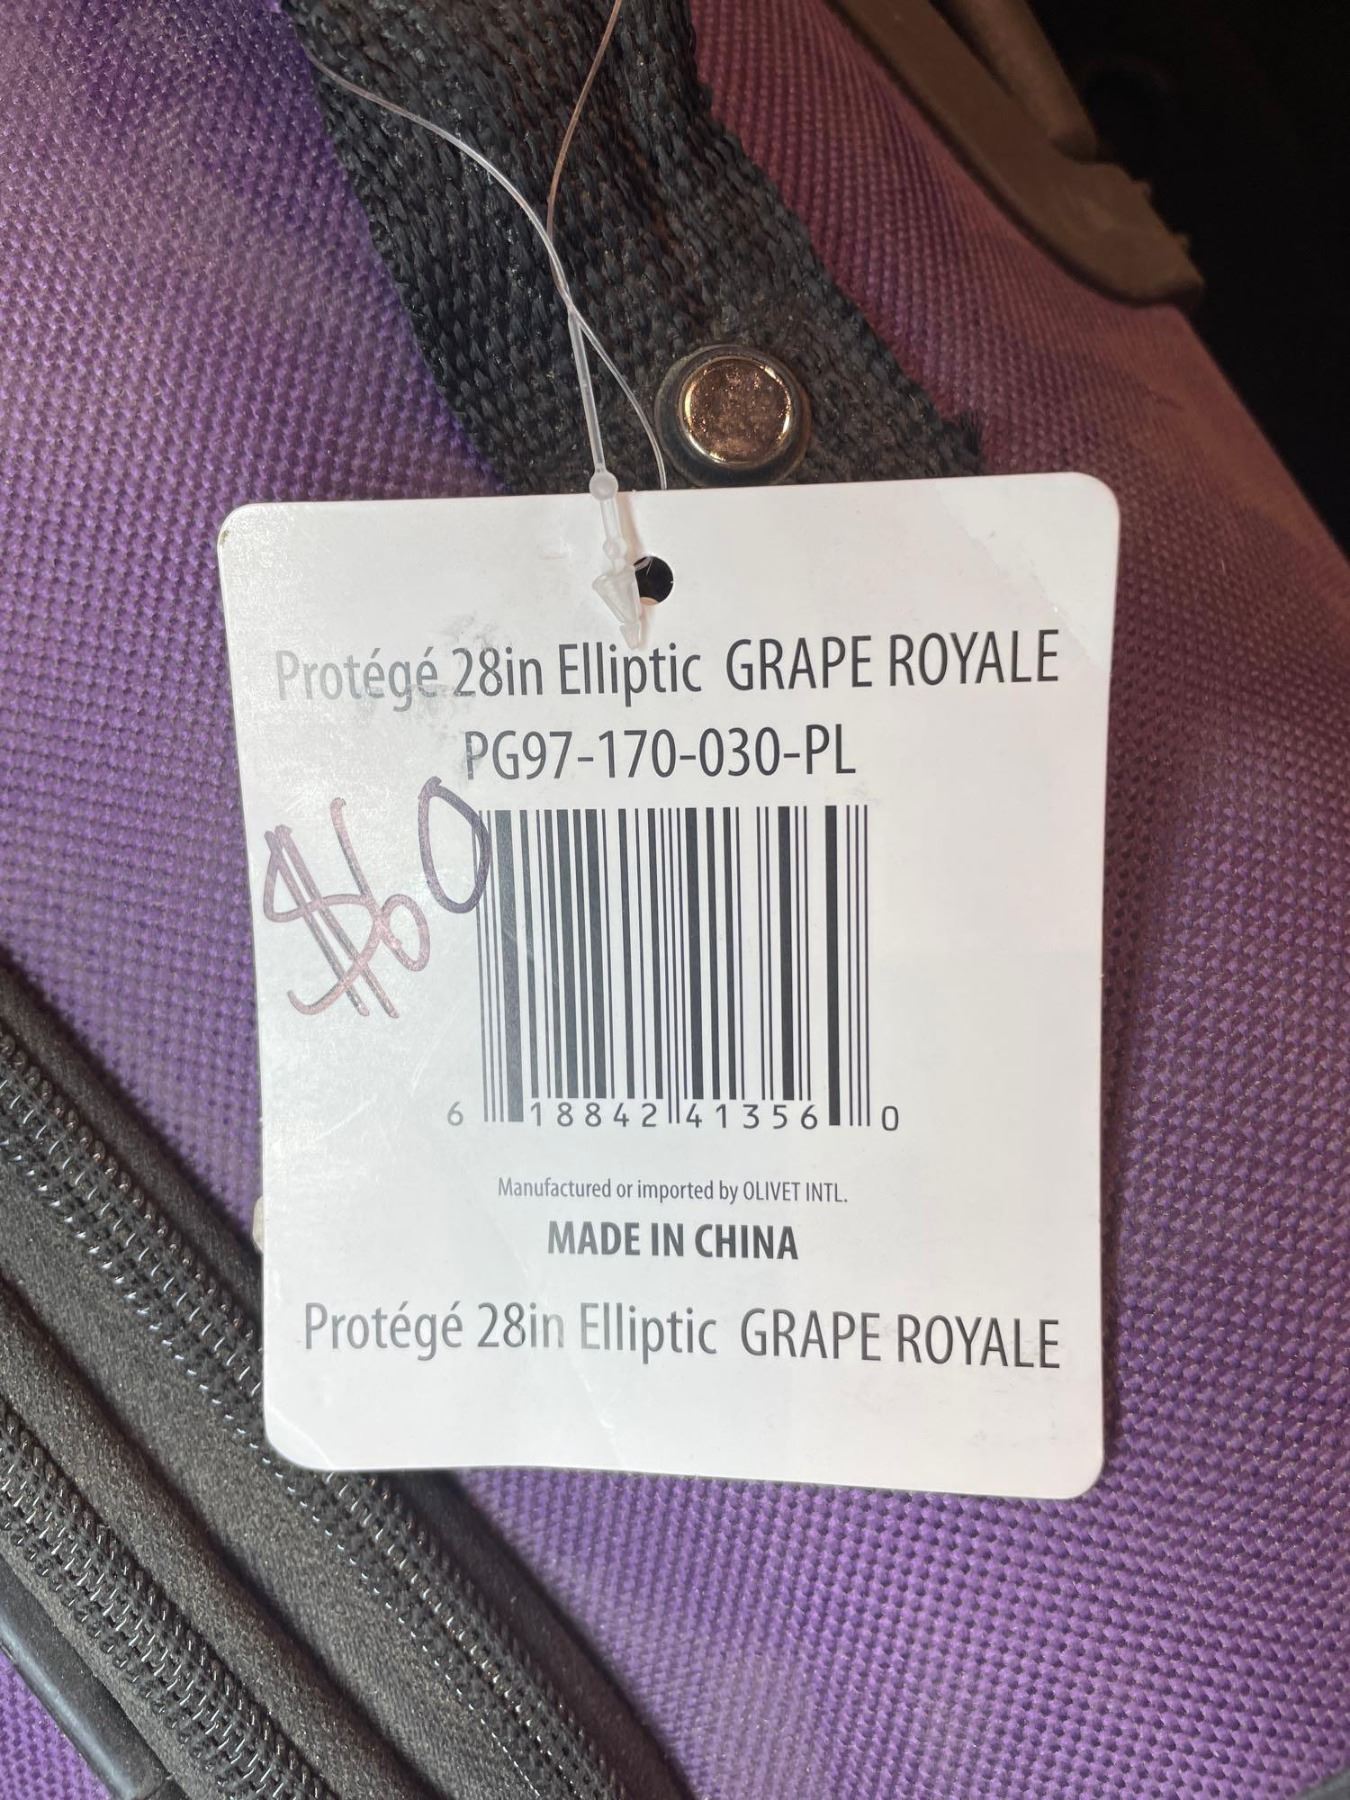 Protégé 28in Elliptic GRAPE ROYALE
PG97-170-030-PL
$60
6 18842 41356 0
Manufactured or imported by OLIVET INTL.
MADE IN CHINA
Protégé 28in Elliptic GRAPE ROYALE